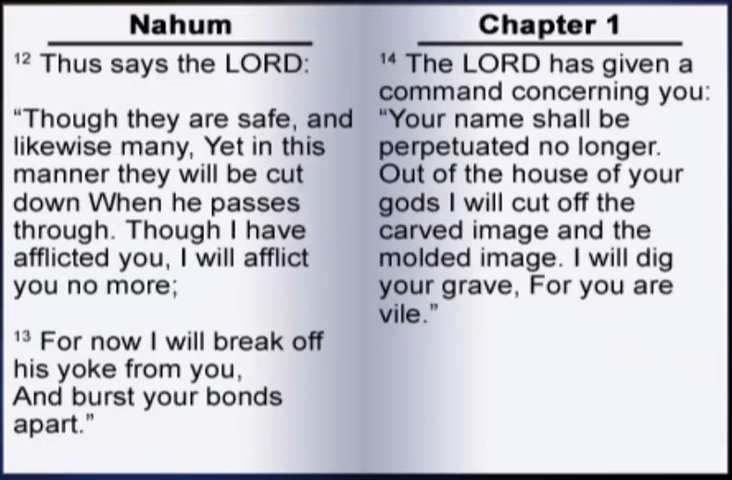 Nahum
¹² Thus says the LORD:
“Though they are safe, and
likewise many, Yet in this
manner they will be cut
down When he passes
through. Though I have
afflicted you, I will afflict
you no more;
¹³ For now I will break off
his yoke from you,
And burst your bonds
apart.”
Chapter 1
¹⁴ The LORD has given a
command concerning you:
“Your name shall be
perpetuated no longer.
Out of the house of your
gods I will cut off the
carved image and the
molded image. I will dig
your grave, For you are
vile.”